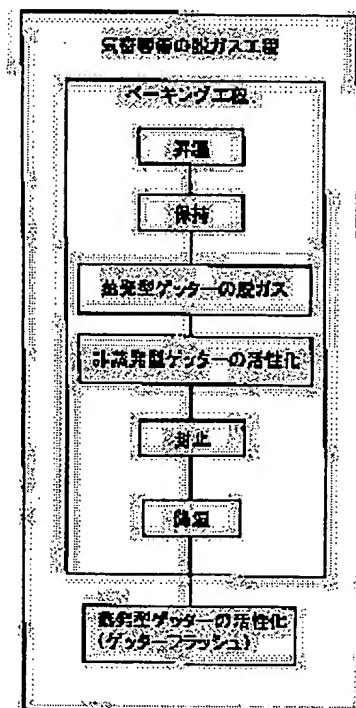 気密容器の脱ガス工程
ベーキング工程
昇温
保持
蒸発型ゲッターの脱ガス
非蒸発型ゲッターの活性化
封止
降温
蒸発型ゲッターの活性化
(ゲッターフラッシュ)